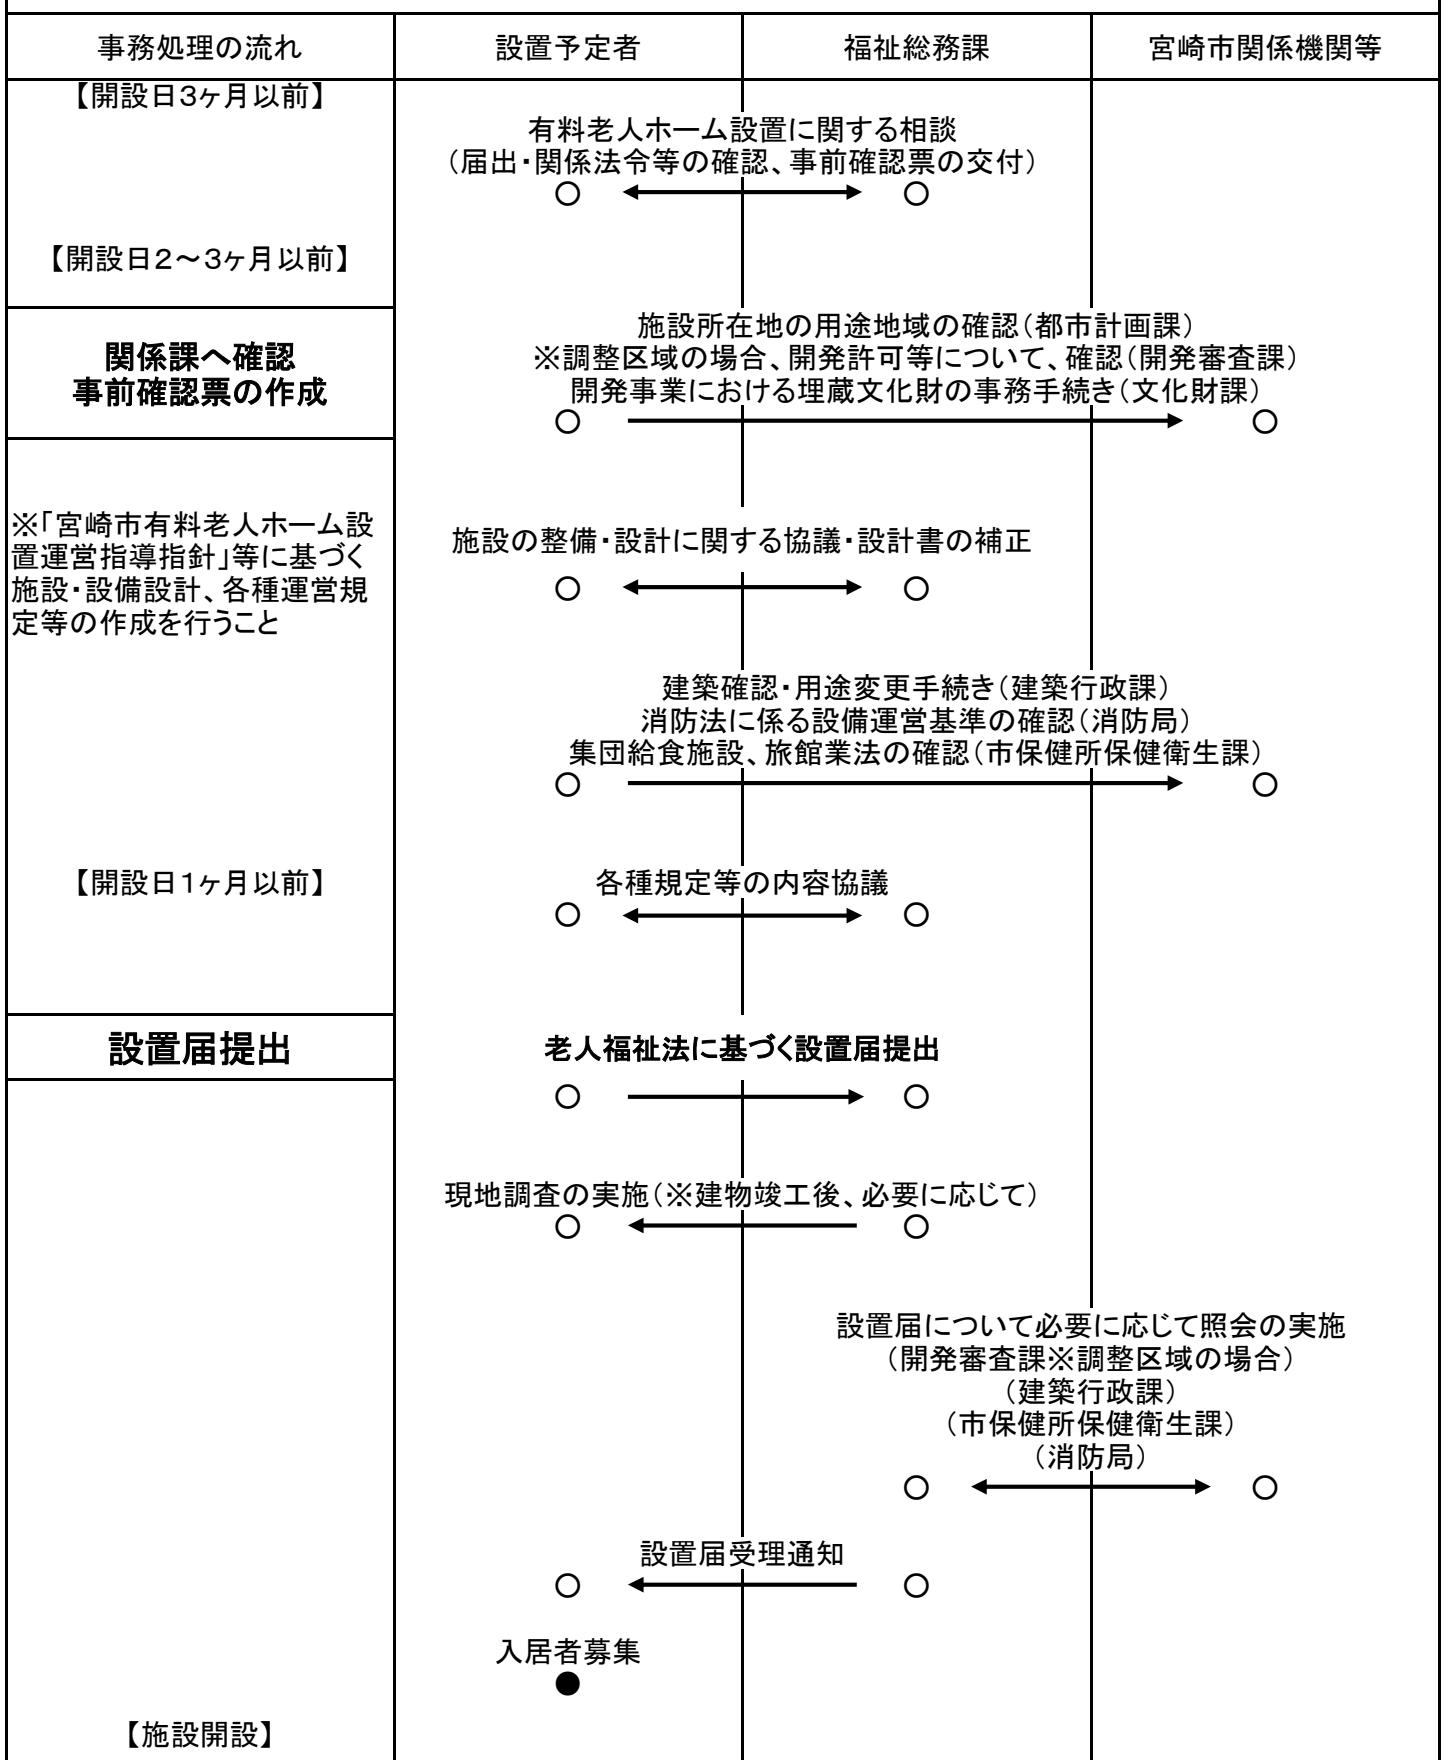 事務処理の流れ
設置予定者
福祉総務課
宮崎市関係機関等
【開設日3ヶ月以前】
有料老人ホーム設置に関する相談
（届出・関係法令等の確認、事前確認票の交付）
○ ○
【開設日2～3ヶ月以前】
関係課へ確認
事前確認票の作成
施設所在地の用途地域の確認（都市計画課）
※調整区域の場合、開発許可等について、確認（開発審査課）
開発事業における埋蔵文化財の事務手続き（文化財課）
○ ○
※「宮崎市有料老人ホーム設
置運営指導指針」等に基づく
施設・設備設計、各種運営規
定等の作成を行うこと
施設の整備・設計に関する協議・設計書の補正
○ ○
建築確認・用途変更手続き（建築行政課）
消防法に係る設備運営基準の確認（消防局）
集団給食施設、旅館業法の確認（市保健所保健衛生課）
○ ○
【開設日1ヶ月以前】
各種規定等の内容協議
○ ○
設置届提出
老人福祉法に基づく設置届提出
○ ○
現地調査の実施（※建物竣工後、必要に応じて）
○ ○
設置届について必要に応じて照会の実施
（開発審査課※調整区域の場合）
（建築行政課）
（市保健所保健衛生課）
（消防局）
○ ○
設置届受理通知
○ ○
入居者募集
●
【施設開設】